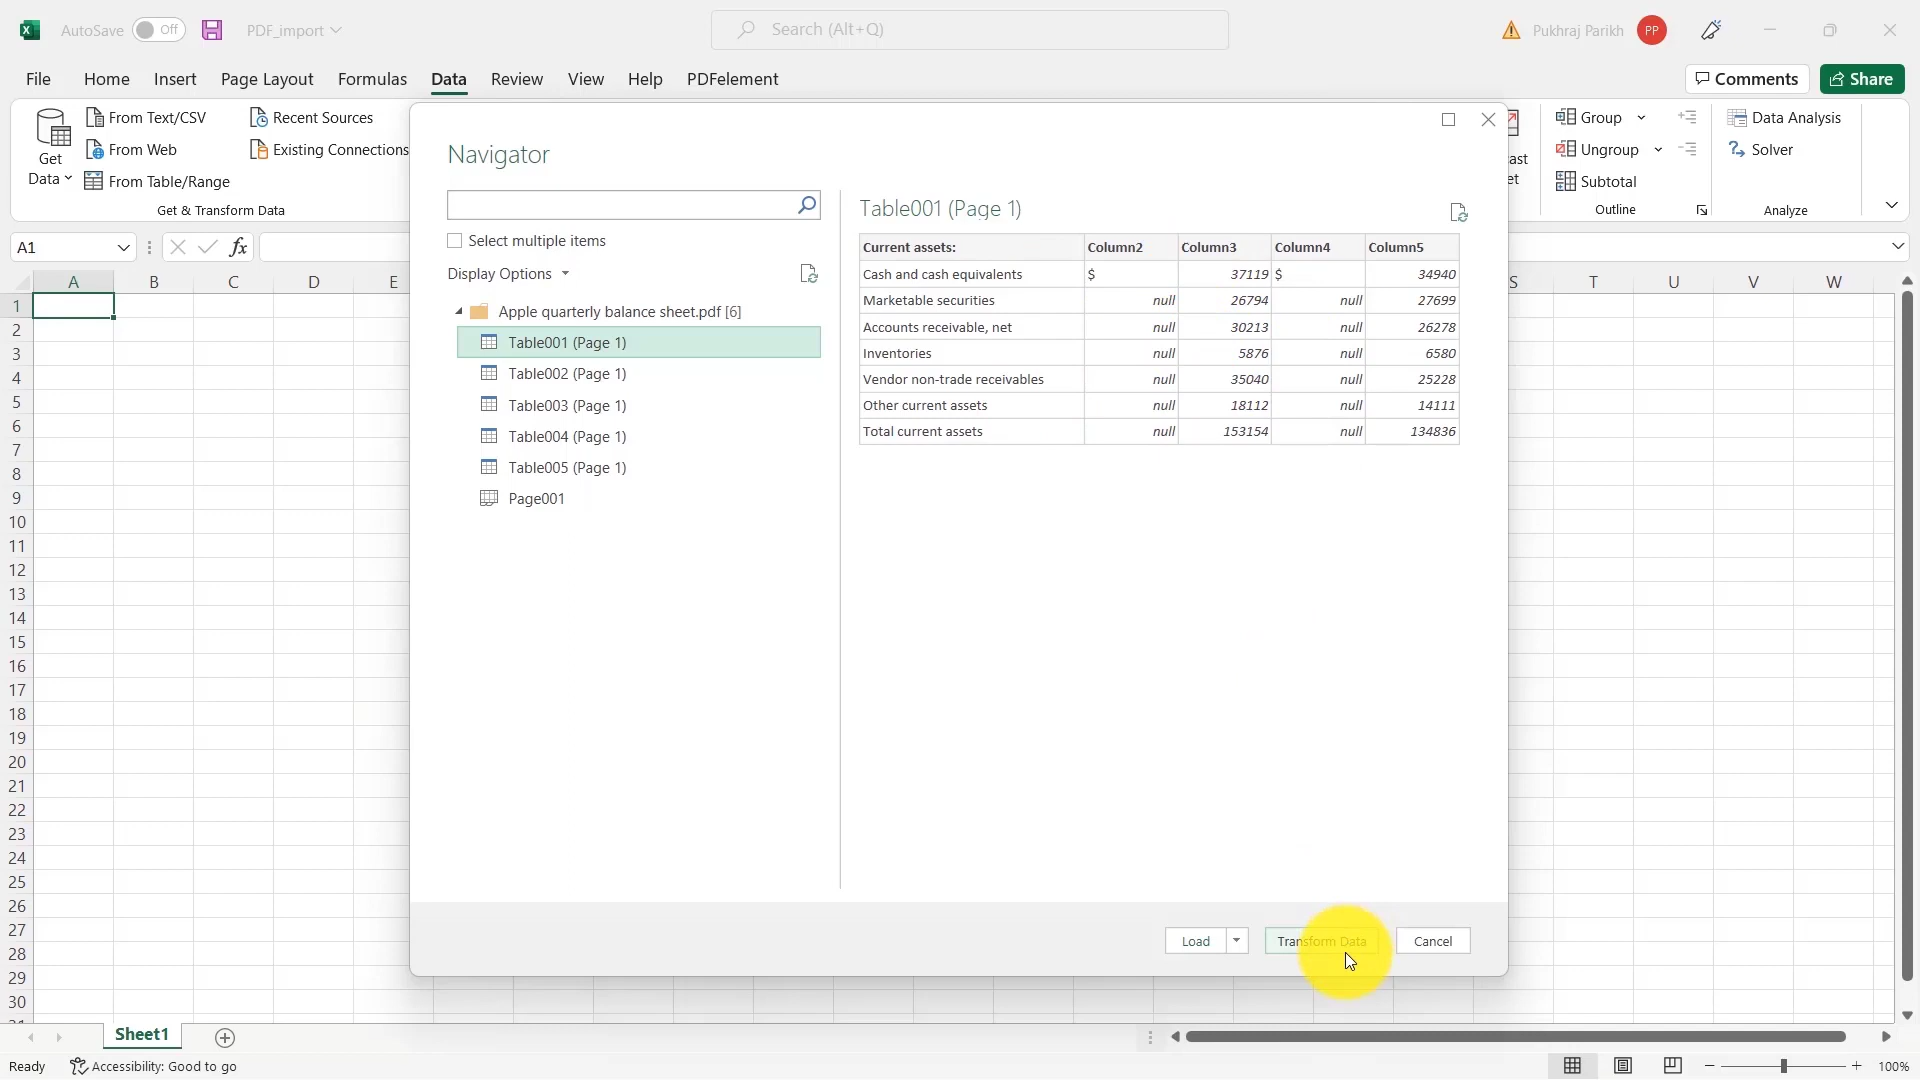 AutoSave Off PDF_import Search (Alt+Q) Pukhraj Parikh PP
File Home Insert Page Layout Formulas Data Review View Help PDFelement Comments Share
Get Data
From Text/CSV
From Web
From Table/Range
Recent Sources
Existing Connections
Get & Transform Data
ast
et
Group
Ungroup
Subtotal
Outline
Data Analysis
Solver
Analyze
A1 fx
A B C D E S T U V W
1
2
3
4
5
6
7
8
9
10
11
12
13
14
15
16
17
18
19
20
21
22
23
24
25
26
27
28
29
30
Navigator
Select multiple items
Display Options
Apple quarterly balance sheet.pdf [6]
Table001 (Page 1)
Table002 (Page 1)
Table003 (Page 1)
Table004 (Page 1)
Table005 (Page 1)
Page001
Table001 (Page 1)
Current assets: Column2 Column3 Column4 Column5
Cash and cash equivalents $ 37119 $ 34940
Marketable securities null 26794 null 27699
Accounts receivable, net null 30213 null 26278
Inventories null 5876 null 6580
Vendor non-trade receivables null 35040 null 25228
Other current assets null 18112 null 14111
Total current assets null 153154 null 134836
Load Transform Data Cancel
Sheet1
Ready Accessibility: Good to go 100%